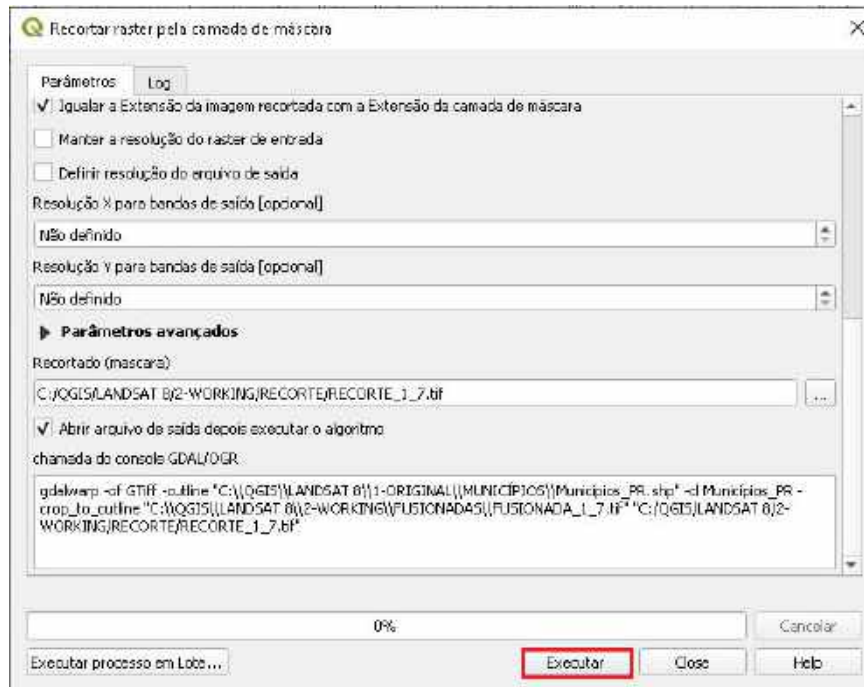 Recortar raster pela camada de máscara
Parâmetros
Log
Igualar a Extensão da imagem recortada com a Extensão da camada de máscara
Manter a resolução do raster de entrada
Definir resolução do arquivo de saída
Resolução X para bandas de saída [opcional]
Não definido
Resolução Y para bandas de saída [opcional]
Não definido
Parâmetros avançados
Recortado (mascara)
C:/QGIS/LANDSAT 8/2-WORKING/RECORTE/RECORTE_1_7.tif
...
Abrir arquivo de saída depois executar o algoritmo
chamada do console GDAL/OGR
gdalwarp -of GTiff -cutline "C:\\QGIS\\LANDSAT 8\\1-ORIGINAL\\MUNICÍPIOS\\Municípios_PR.shp" -cl Municípios_PR -
crop_to_cutline "C:\\QGIS\\LANDSAT 8\\2-WORKING\\FUSIONADAS\\FUSIONADA_1_7.tif" "C:/QGIS/LANDSAT 8/2-
WORKING/RECORTE/RECORTE_1_7.tif"
0%
Cancelar
Executar processo em Lote...
Executar
Close
Help